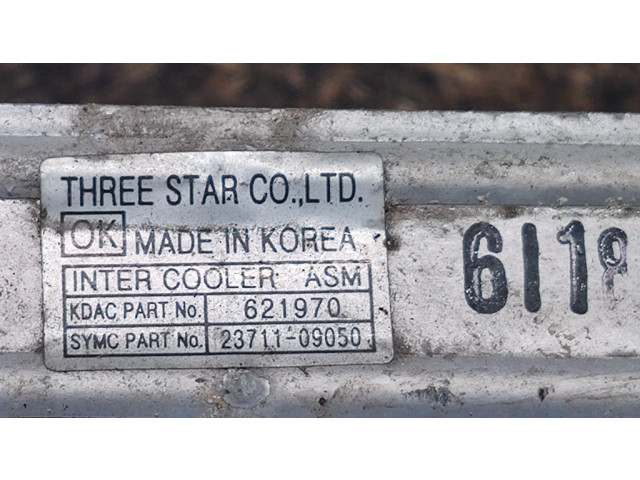 THREE STAR CO.,LTD.
OK MADE IN KOREA
INTER COOLER ASM
KDAC PART No. 621970
SYMC PART No. 23711-09050
6118